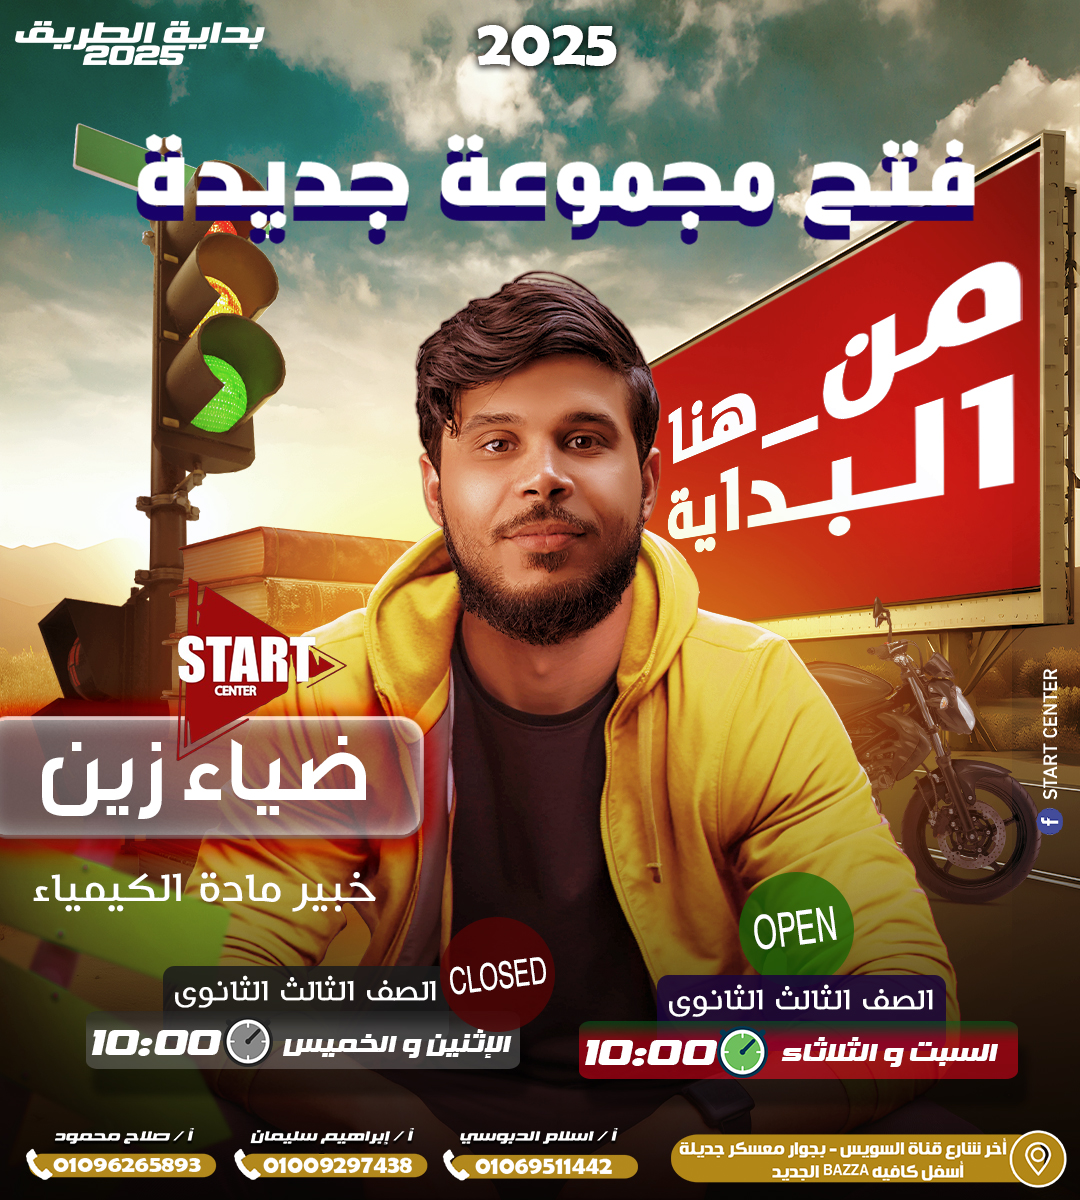 بداية الطريق
2025
2025
فتح مجموعة جديدة
من_هنا
البداية
START
CENTER
ضياء زين
خبير مادة الكيمياء
START CENTER
f
OPEN
الصف الثالث الثانوى
السبت و الثلاثاء 10:00
CLOSED
الصف الثالث الثانوى
الإثنين و الخميس 10:00
أخر شارع قناة السويس - بجوار معسكر جديلة
أسفل كافيه BAZZA الجديد
أ / اسلام الدبوسي
01069511442
أ / إبراهيم سليمان
01009297438
أ / صلاح محمود
01096265893